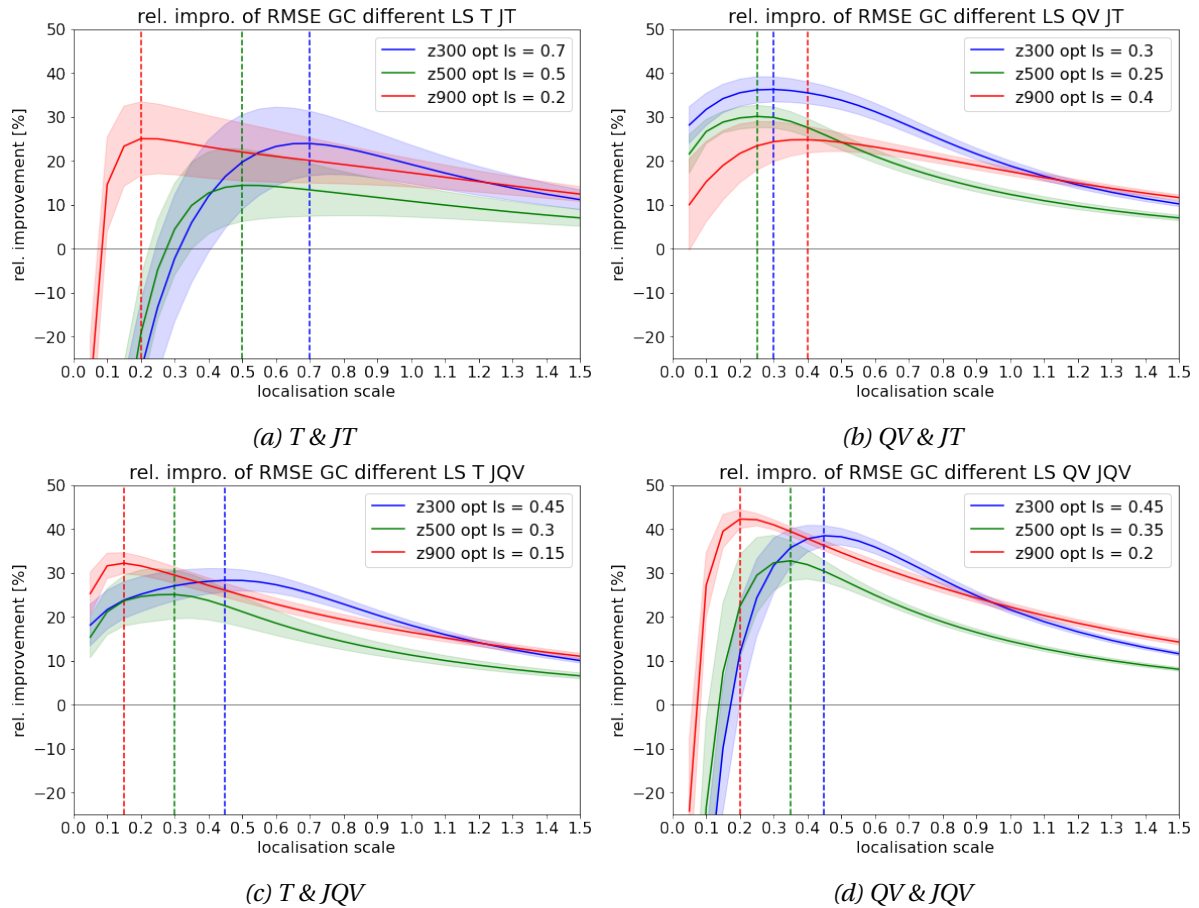 rel. impro. of RMSE GC different LS T JT
50
40
30
20
10
0
−10
−20
rel. improvement [%]
z300 opt ls = 0.7
z500 opt ls = 0.5
z900 opt ls = 0.2
0.0 0.1 0.2 0.3 0.4 0.5 0.6 0.7 0.8 0.9 1.0 1.1 1.2 1.3 1.4 1.5
localisation scale
(a) T & JT
rel. impro. of RMSE GC different LS QV JT
50
40
30
20
10
0
−10
−20
rel. improvement [%]
z300 opt ls = 0.3
z500 opt ls = 0.25
z900 opt ls = 0.4
0.0 0.1 0.2 0.3 0.4 0.5 0.6 0.7 0.8 0.9 1.0 1.1 1.2 1.3 1.4 1.5
localisation scale
(b) QV & JT
rel. impro. of RMSE GC different LS T JQV
50
40
30
20
10
0
−10
−20
rel. improvement [%]
z300 opt ls = 0.45
z500 opt ls = 0.3
z900 opt ls = 0.15
0.0 0.1 0.2 0.3 0.4 0.5 0.6 0.7 0.8 0.9 1.0 1.1 1.2 1.3 1.4 1.5
localisation scale
(c) T & JQV
rel. impro. of RMSE GC different LS QV JQV
50
40
30
20
10
0
−10
−20
rel. improvement [%]
z300 opt ls = 0.45
z500 opt ls = 0.35
z900 opt ls = 0.2
0.0 0.1 0.2 0.3 0.4 0.5 0.6 0.7 0.8 0.9 1.0 1.1 1.2 1.3 1.4 1.5
localisation scale
(d) QV & JQV